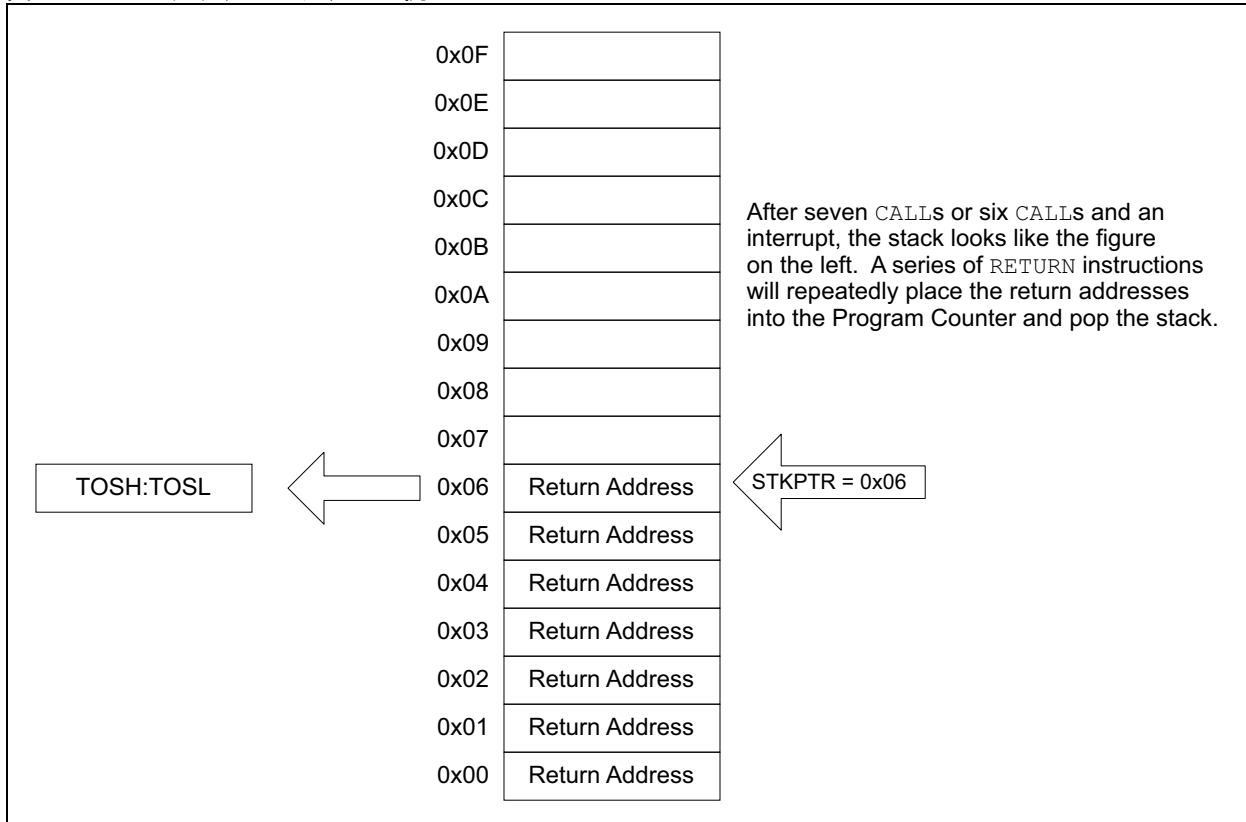 0x0F
0x0E
0x0D
0x0C
0x0B
0x0A
0x09
0x08
0x07
After seven CALLs or six CALLs and an
interrupt, the stack looks like the figure
on the left. A series of RETURN instructions
will repeatedly place the return addresses
into the Program Counter and pop the stack.
TOSH:TOSL
0x06 Return Address
STKPTR = 0x06
0x05 Return Address
0x04 Return Address
0x03 Return Address
0x02 Return Address
0x01 Return Address
0x00 Return Address